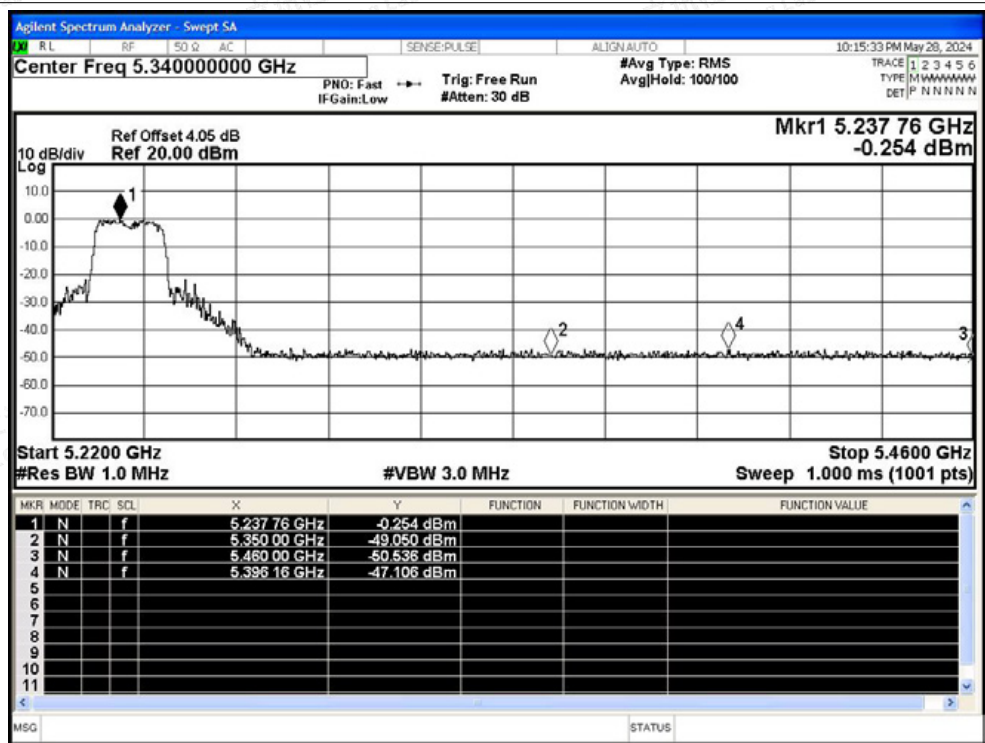 Agilent Spectrum Analyzer - Swept SA
LXI RL RF 50 Ω AC SENSE:PULSE ALIGN AUTO 10:15:33 PM May 28, 2024
Center Freq 5.340000000 GHz
PNO: Fast
IFGain:Low
Trig: Free Run
#Atten: 30 dB
#Avg Type: RMS
Avg|Hold: 100/100
TRACE 1 2 3 4 5 6
TYPE M WWWWW
DET P N N N N N
Ref Offset 4.05 dB
Ref 20.00 dBm
10 dB/div
Log
Mkr1 5.237 76 GHz
-0.254 dBm
10.0
0.00
-10.0
-20.0
-30.0
-40.0
-50.0
-60.0
-70.0
1
2
4
3
Start 5.2200 GHz
Stop 5.4600 GHz
#Res BW 1.0 MHz
#VBW 3.0 MHz
Sweep 1.000 ms (1001 pts)
MKR MODE TRC SCL X Y FUNCTION FUNCTION WIDTH FUNCTION VALUE
1 N f 5.237 76 GHz -0.254 dBm
2 N f 5.350 00 GHz -49.050 dBm
3 N f 5.460 00 GHz -50.536 dBm
4 N f 5.396 16 GHz -47.106 dBm
5
6
7
8
9
10
11
MSG STATUS